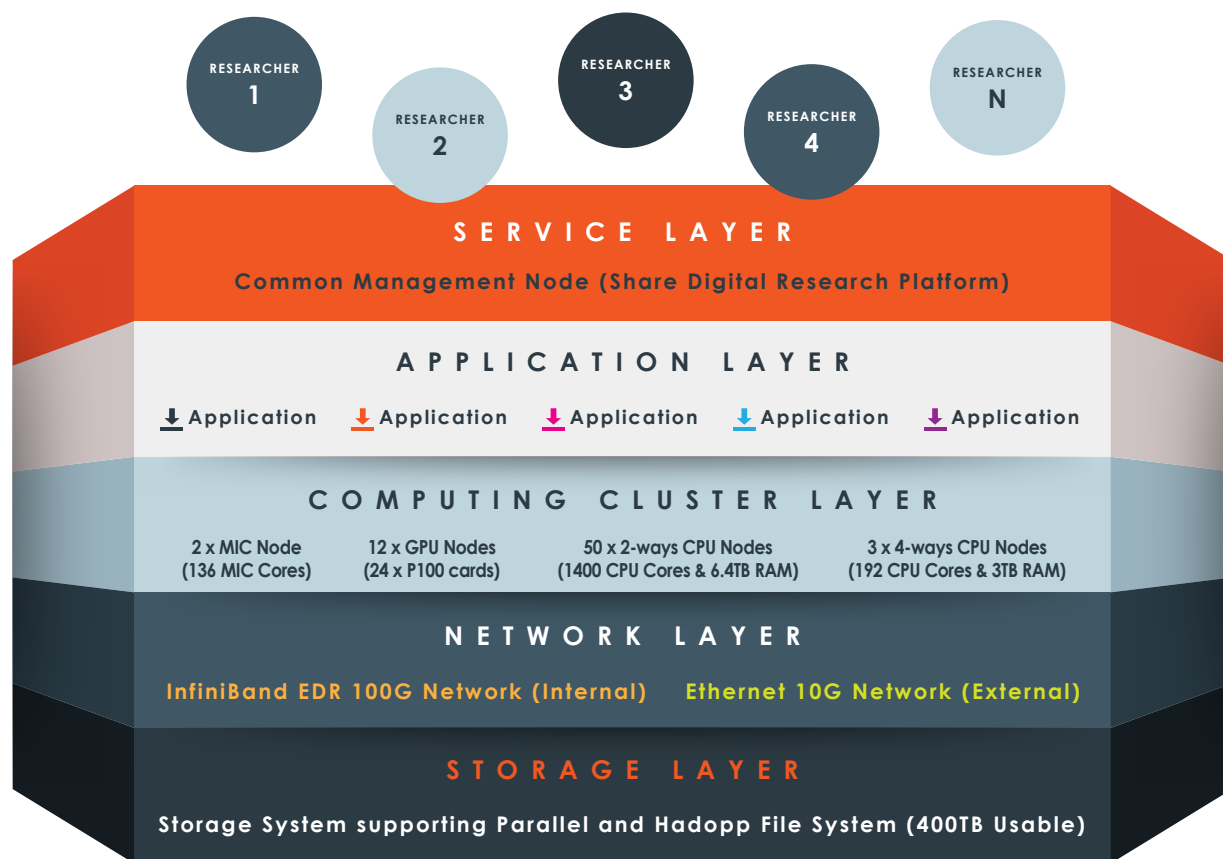 RESEARCHER
1
RESEARCHER
2
RESEARCHER
3
RESEARCHER
4
RESEARCHER
N
SERVICE LAYER
Common Management Node (Share Digital Research Platform)
APPLICATION LAYER
Application Application Application Application Application
COMPUTING CLUSTER LAYER
2 x MIC Node
(136 MIC Cores)
12 x GPU Nodes
(24 x P100 cards)
50 x 2-ways CPU Nodes
(1400 CPU Cores & 6.4TB RAM)
3 x 4-ways CPU Nodes
(192 CPU Cores & 3TB RAM)
NETWORK LAYER
InfiniBand EDR 100G Network (Internal) Ethernet 10G Network (External)
STORAGE LAYER
Storage System supporting Parallel and Hadopp File System (400TB Usable)